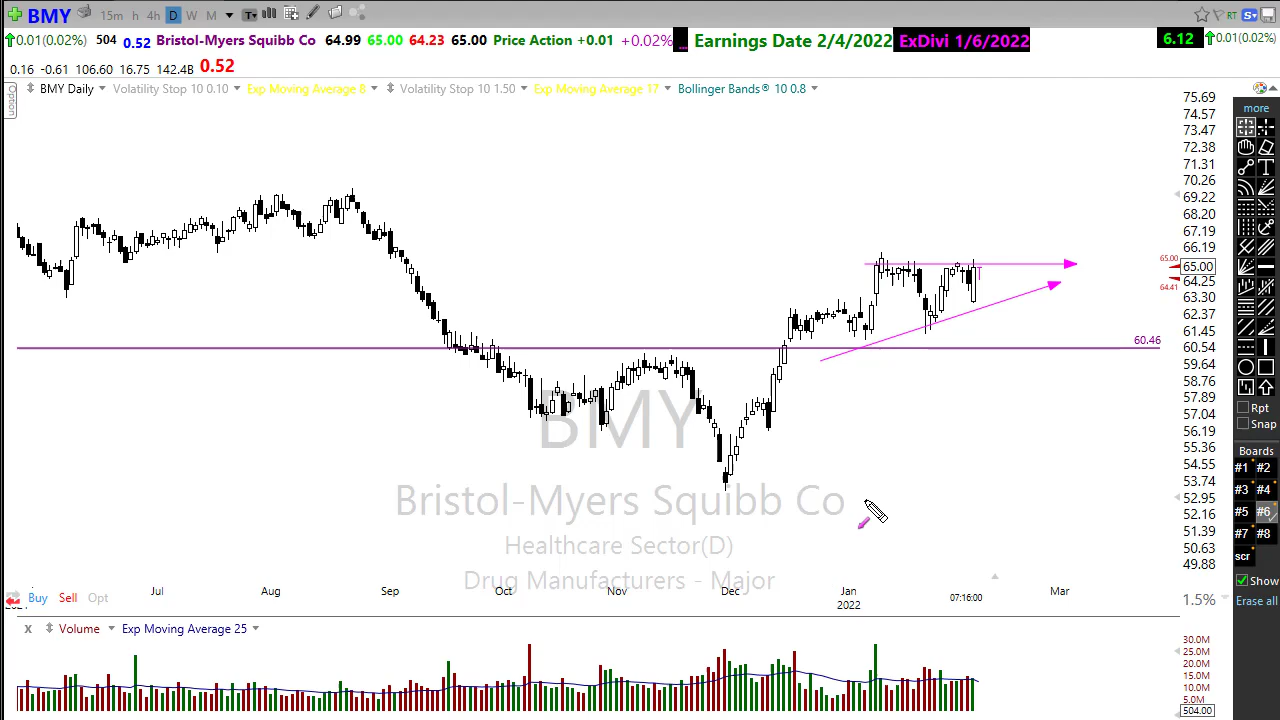 BMY 15m h 4h D W M T
RT S
0.01(0.02%) 504 0.52 Bristol-Myers Squibb Co 64.99 65.00 64.23 65.00 Price Action +0.01 +0.02% ... Earnings Date 2/4/2022 ExDivi 1/6/2022 6.12 0.01(0.02%)
0.16 -0.61 106.60 16.75 142.4B 0.52
Option
BMY Daily Volatility Stop 10 0.10 Exp Moving Average 8 Volatility Stop 10 1.50 Exp Moving Average 17 Bollinger Bands® 10 0.8
75.69
74.57
73.47
72.38
71.31
70.26
69.22
68.20
67.19
66.19
65.00
65.00
64.25
64.41
63.30
62.37
61.45
60.46
60.54
59.64
58.76
57.89
57.04
56.19
55.36
54.55
53.74
52.95
52.16
51.39
50.63
49.88
more
Rpt
Snap
Boards
#1 #2
#3 #4
#5 #6
#7 #8
scr
Show
Erase all
BMY
Bristol-Myers Squibb Co
Healthcare Sector(D)
Drug Manufacturers - Major
Jul Aug Sep Oct Nov Dec Jan Mar
2022 07:16:00
Buy Sell Opt
1.5%
X Volume Exp Moving Average 25
30.0M
25.0M
20.0M
15.0M
10.0M
5.0M
504.00